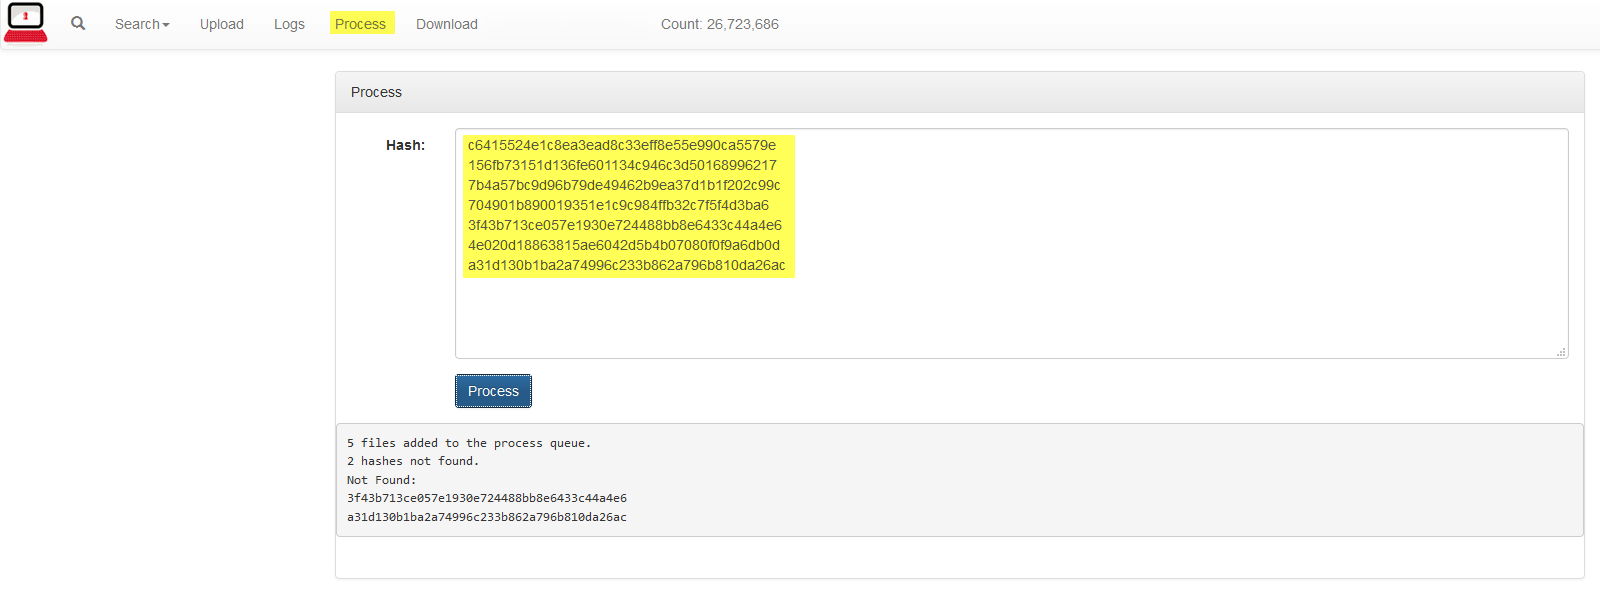 Search Upload Logs Process Download Count: 26,723,686
Process
Hash:
c6415524e1c8ea3ead8c33eff8e55e990ca5579e
156fb73151d136fe601134c946c3d50168996217
7b4a57bc9d96b79de49462b9ea37d1b1f202c99c
704901b890019351e1c9c984ffb32c7f5f4d3ba6
3f43b713ce057e1930e724488bb8e6433c44a4e6
4e020d18863815ae6042d5b4b07080f0f9a6db0d
a31d130b1ba2a74996c233b862a796b810da26ac
Process
5 files added to the process queue.
2 hashes not found.
Not Found:
3f43b713ce057e1930e724488bb8e6433c44a4e6
a31d130b1ba2a74996c233b862a796b810da26ac